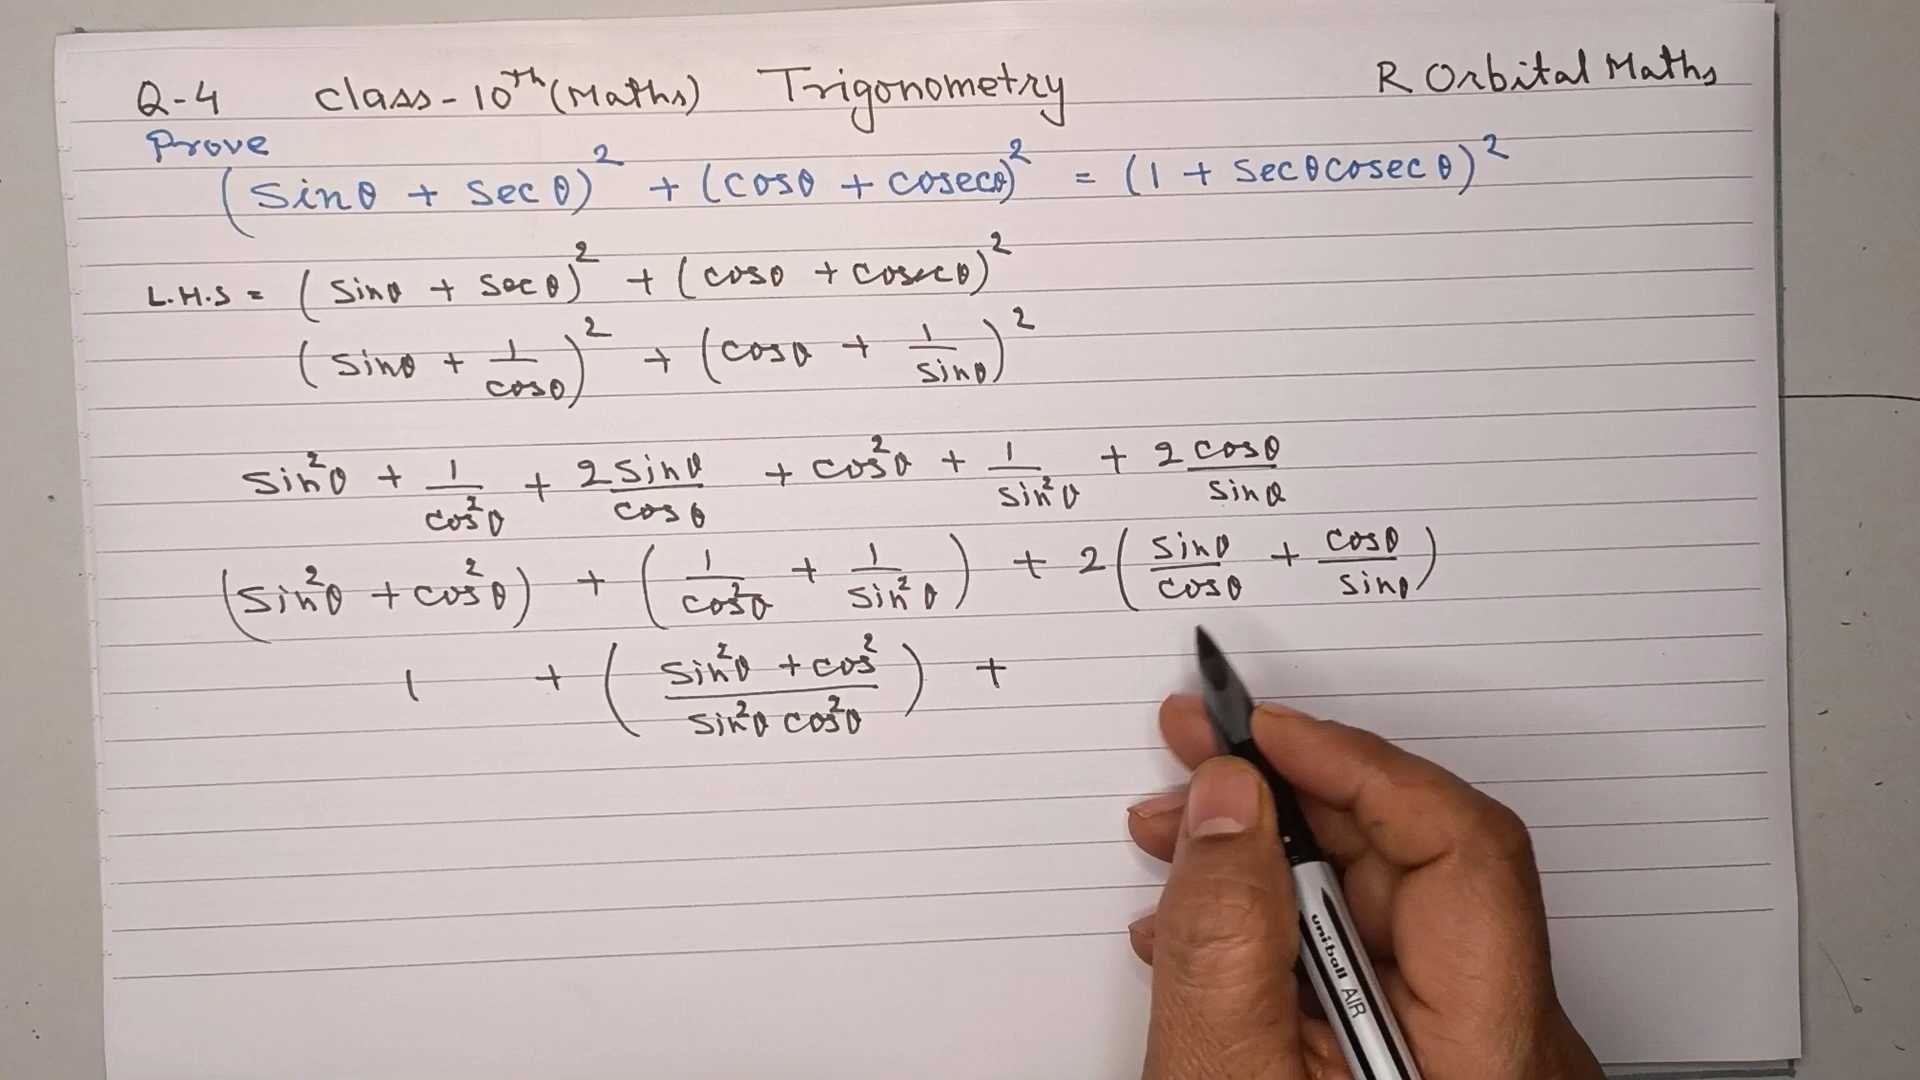 Q-4 Class-10th (Maths) Trigonometry R Orbital Maths
Prove
(sinθ + secθ)² + (cosθ + cosecθ)² = (1 + secθcosecθ)²
L.H.S = (sinθ + secθ)² + (cosθ + cosecθ)²
(sinθ + 1/cosθ)² + (cosθ + 1/sinθ)²
sin²θ + 1/cos²θ + 2sinθ/cosθ + cos²θ + 1/sin²θ + 2cosθ/sinθ
(sin²θ + cos²θ) + (1/cos²θ + 1/sin²θ) + 2(sinθ/cosθ + cosθ/sinθ)
1 + (sin²θ + cos²/sin²θ cos²θ) +
uniball AIR